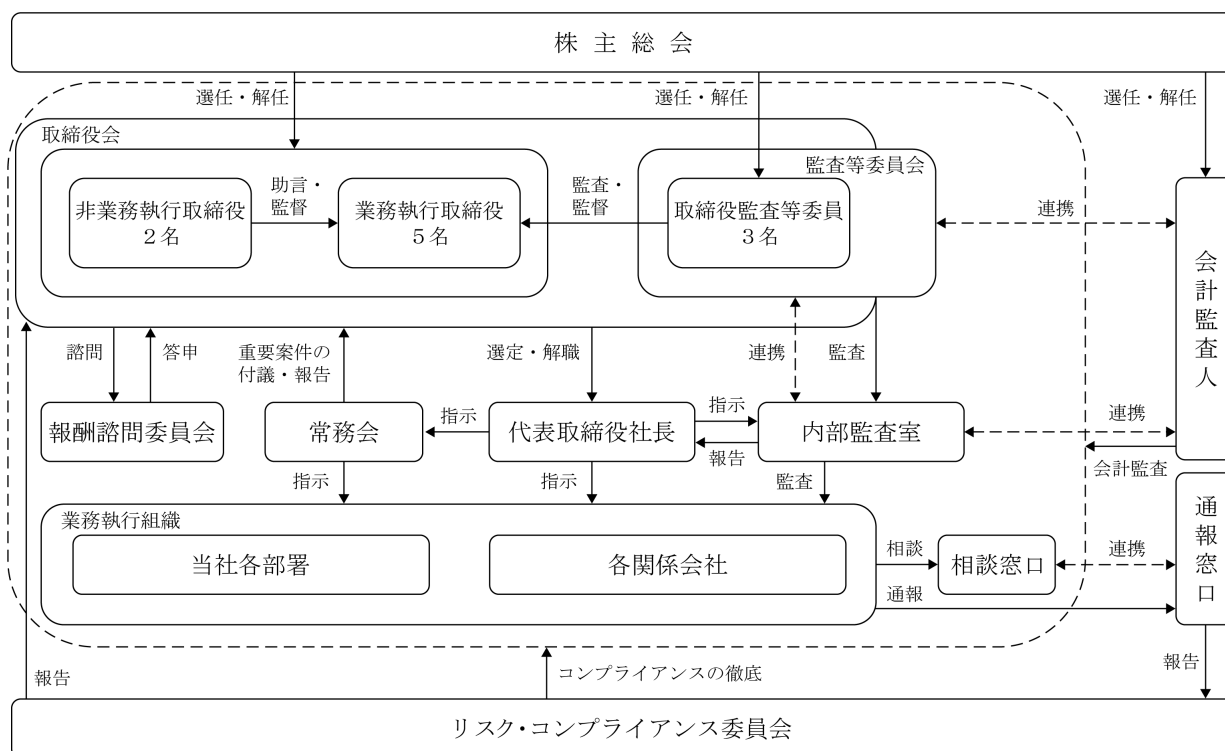 株主総会
選任・解任
選任・解任
選任・解任
取締役会
監査等委員会
非業務執行取締役
2名
助言・
監督
業務執行取締役
5名
監査・
監督
取締役監査等委員
3名
連携
会計監査人
諮問
答申
重要案件の
付議・報告
選定・解職
連携
監査
報酬諮問委員会
常務会
指示
代表取締役社長
指示
報告
内部監査室
連携
会計監査
指示
指示
監査
業務執行組織
当社各部署
各関係会社
相談
通報
相談窓口
連携
通報窓口
報告
コンプライアンスの徹底
報告
リスク・コンプライアンス委員会